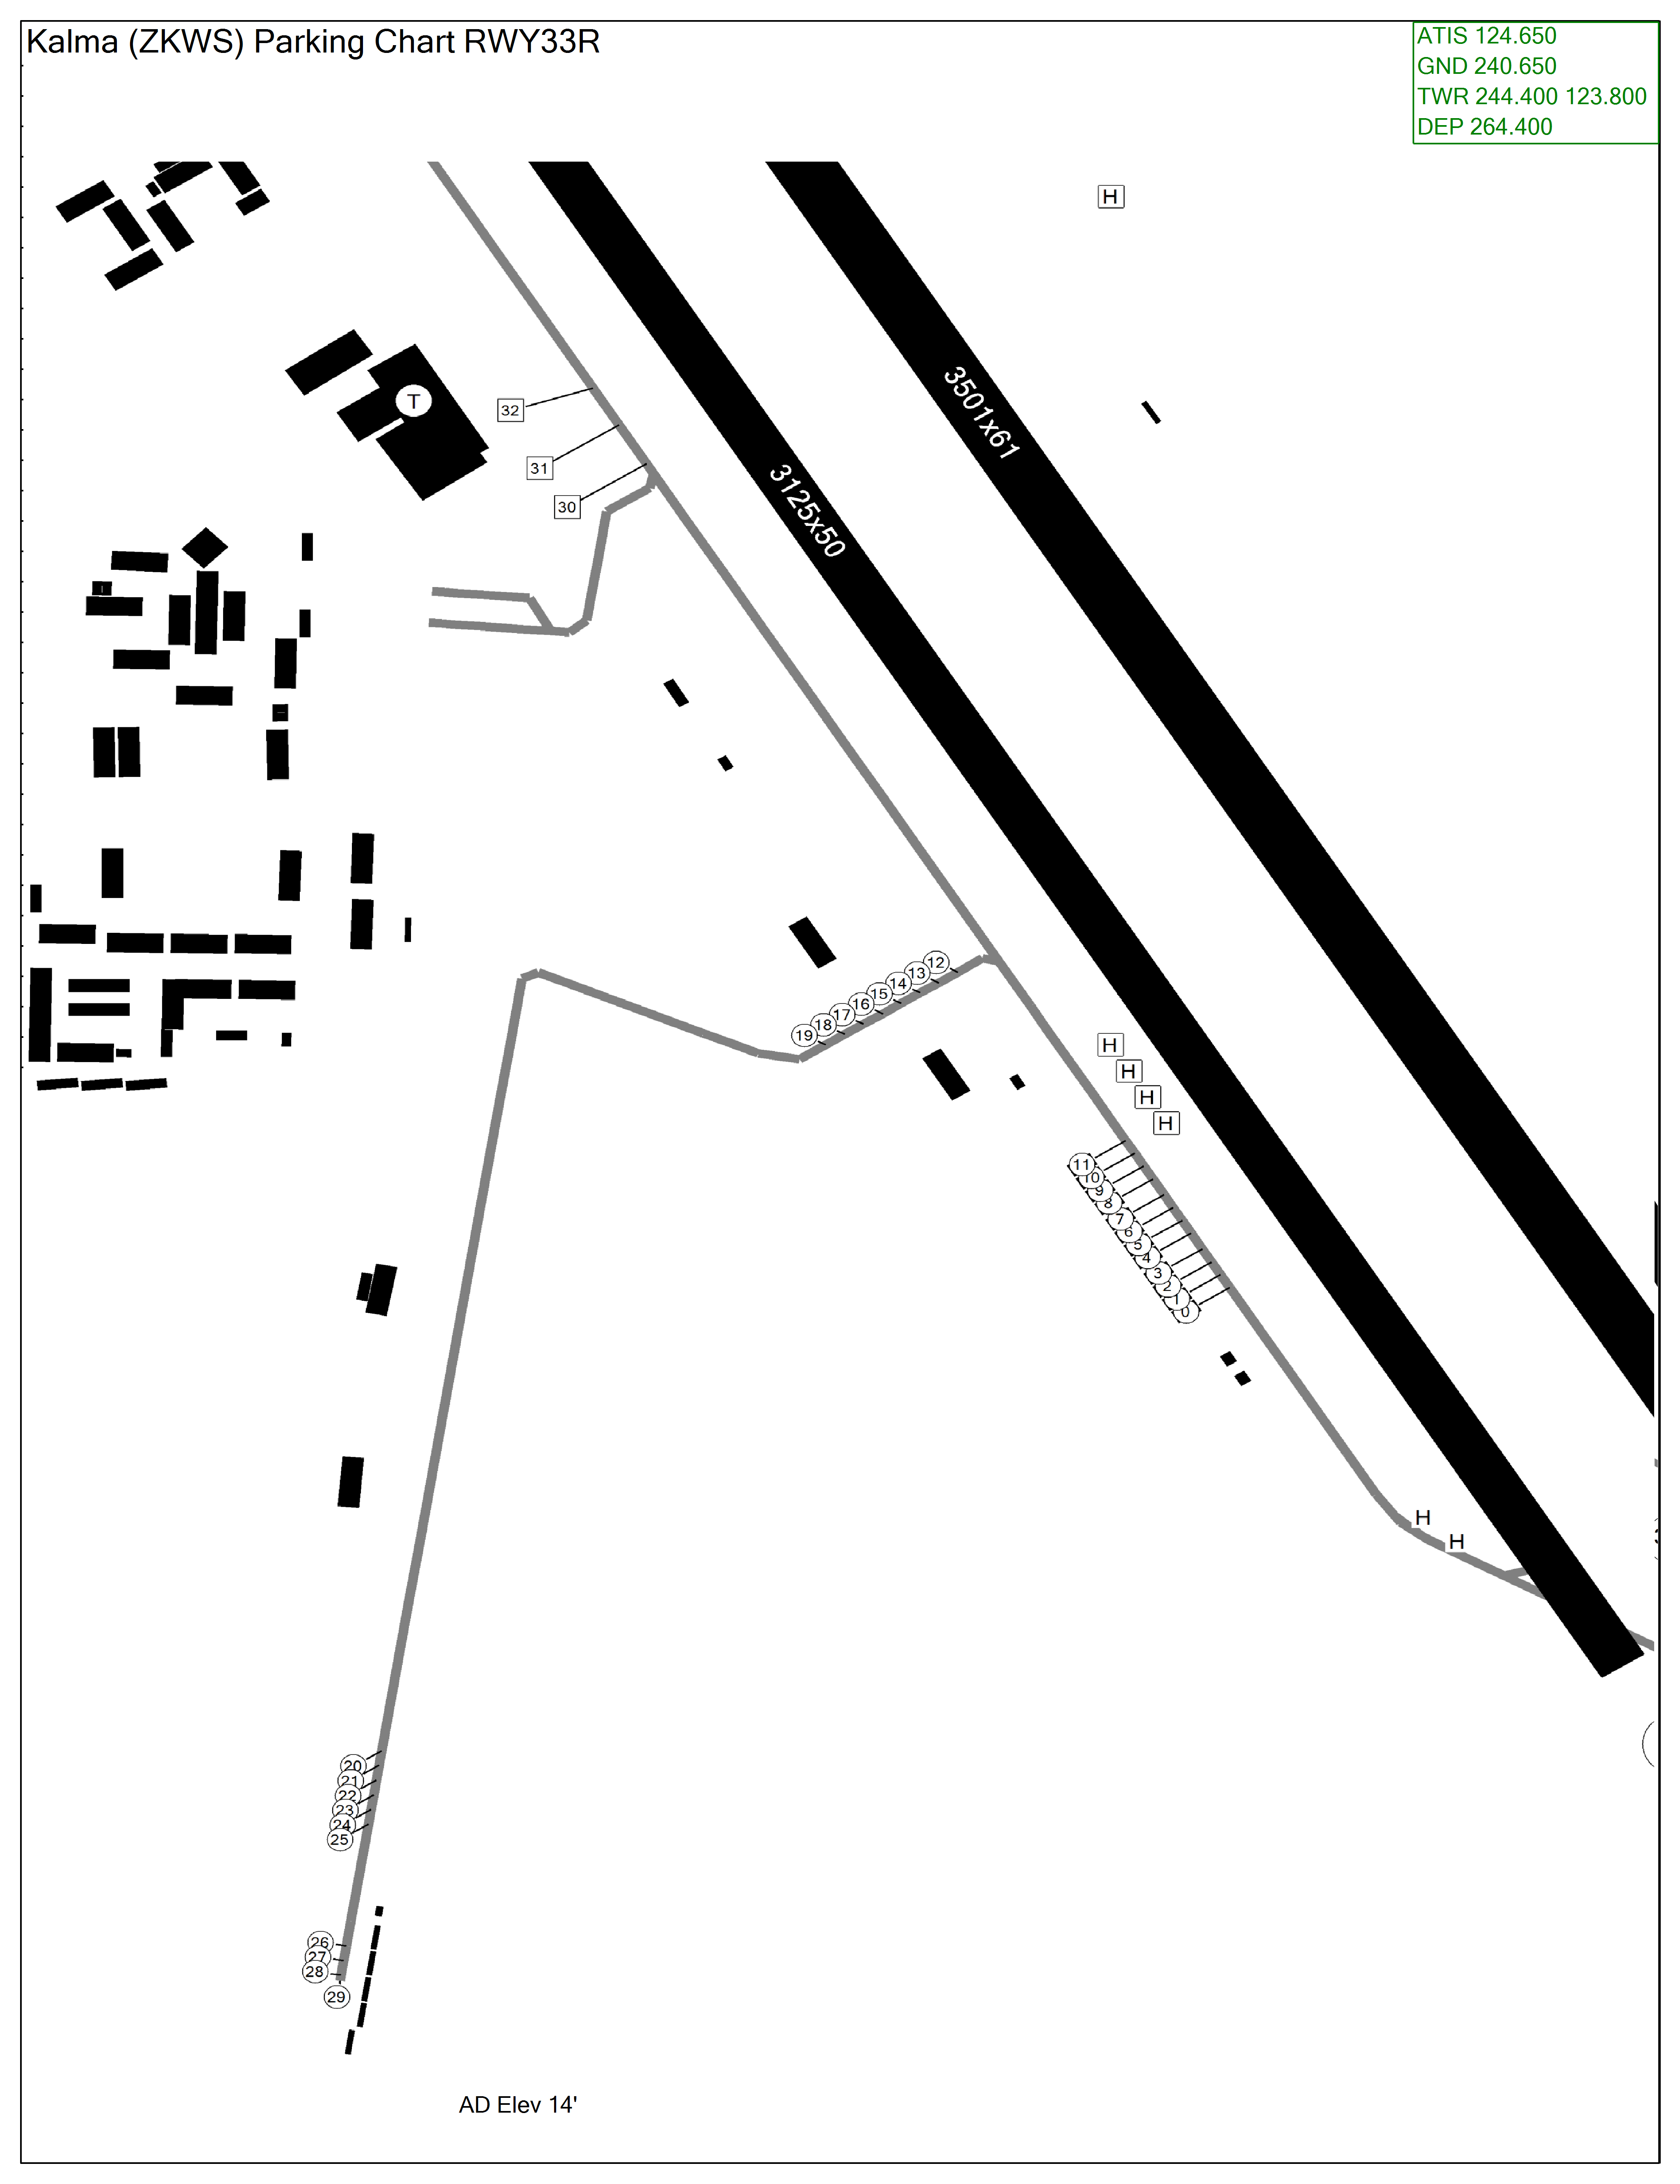 Kalma (ZKWS) Parking Chart RWY33R
ATIS 124.650
GND 240.650
TWR 244.400 123.800
DEP 264.400
H
T
32
31
30
3501x61
3125x50
12
13
14
15
16
17
18
19
H
H
H
H
11
10
9
8
7
6
5
4
3
2
1
0
H
H
20
21
22
23
24
25
26
27
28
29
AD Elev 14'